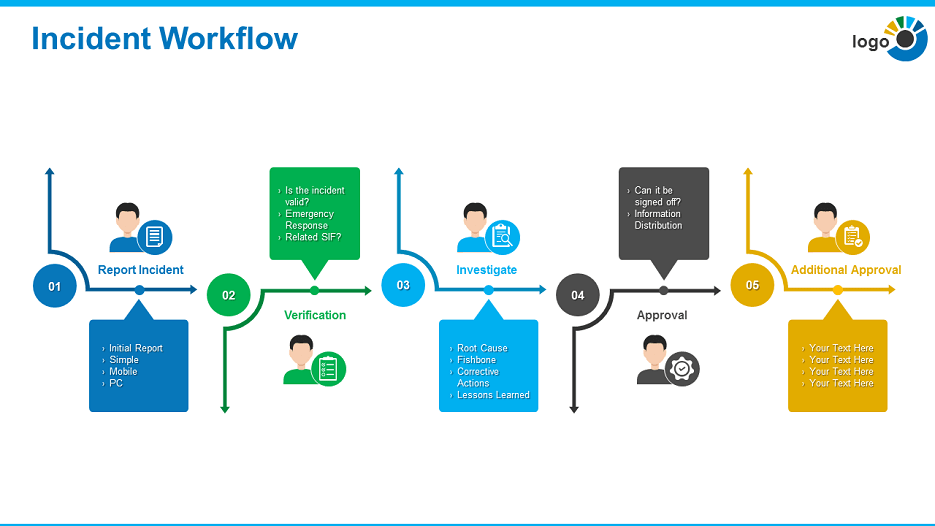 Incident Workflow
logo
01
Report Incident
› Initial Report
› Simple
› Mobile
› PC
02
› Is the incident
valid?
› Emergency
Response
› Related SIF?
Verification
03
Investigate
› Root Cause
› Fishbone
› Corrective
Actions
› Lessons Learned
04
› Can it be
signed off?
› Information
Distribution
Approval
05
Additional Approval
› Your Text Here
› Your Text Here
› Your Text Here
› Your Text Here